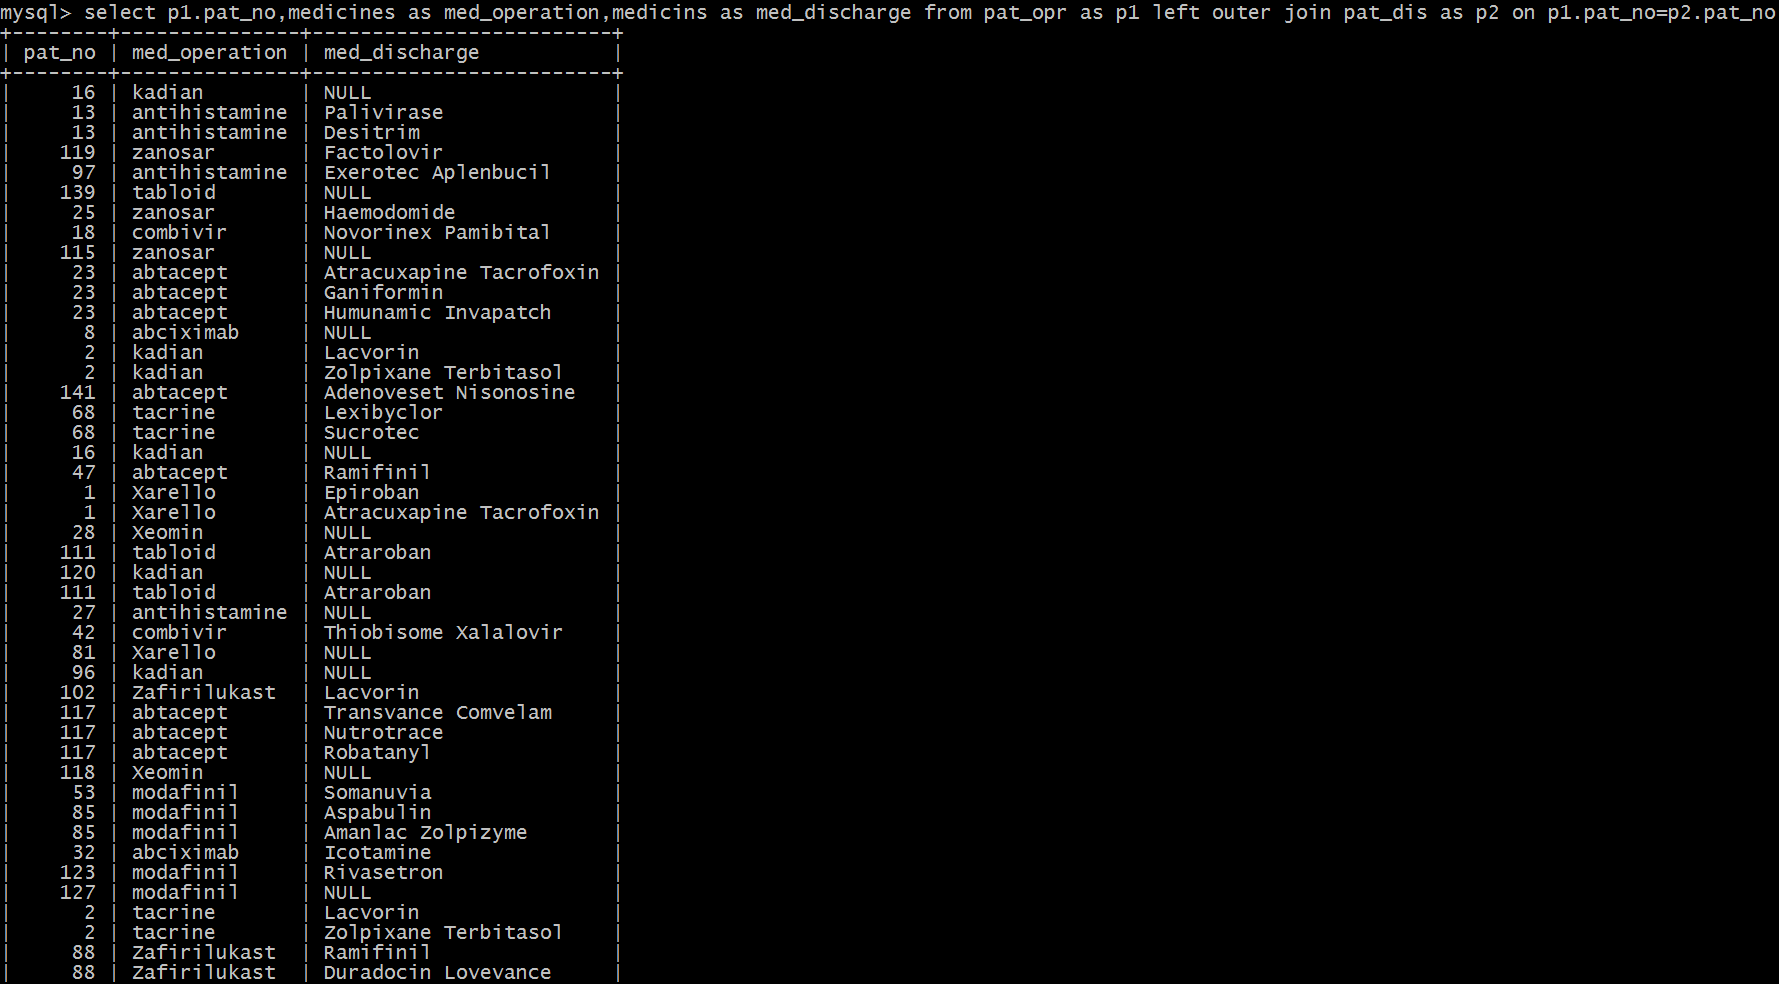 mysql> select p1.pat_no,medicines as med_operation,medicins as med_discharge from pat_opr as p1 left outer join pat_dis as p2 on p1.pat_no=p2.pat_no
+--------+---------------+-------------------------+
| pat_no | med_operation | med_discharge           |
+--------+---------------+-------------------------+
|     16 | kadian        | NULL                    |
|     13 | antihistamine | Palivirase              |
|     13 | antihistamine | Desitrim                |
|    119 | zanosar       | Factolovir              |
|     97 | antihistamine | Exerotec Aplenbucil     |
|    139 | tabloid       | NULL                    |
|     25 | zanosar       | Haemodomide             |
|     18 | combivir      | Novorinex Pamibital     |
|    115 | zanosar       | NULL                    |
|     23 | abtacept      | Atracuxapine Tacrofoxin |
|     23 | abtacept      | Ganiformin              |
|     23 | abtacept      | Humunamic Invapatch     |
|      8 | abciximab     | NULL                    |
|      2 | kadian        | Lacvorin                |
|      2 | kadian        | Zolpixane Terbitasol    |
|    141 | abtacept      | Adenoveset Nisonosine   |
|     68 | tacrine       | Lexibyclor              |
|     68 | tacrine       | Sucrotec                |
|     16 | kadian        | NULL                    |
|     47 | abtacept      | Ramifinil               |
|      1 | Xarello       | Epiroban                |
|      1 | Xarello       | Atracuxapine Tacrofoxin |
|     28 | Xeomin        | NULL                    |
|    111 | tabloid       | Atraroban               |
|    120 | kadian        | NULL                    |
|    111 | tabloid       | Atraroban               |
|     27 | antihistamine | NULL                    |
|     42 | combivir      | Thiobisome Xalalovir    |
|     81 | Xarello       | NULL                    |
|     96 | kadian        | NULL                    |
|    102 | Zafirilukast  | Lacvorin                |
|    117 | abtacept      | Transvance Comvelam     |
|    117 | abtacept      | Nutrotrace              |
|    117 | abtacept      | Robatanyl               |
|    118 | Xeomin        | NULL                    |
|     53 | modafinil     | Somanuvia               |
|     85 | modafinil     | Aspabulin               |
|     85 | modafinil     | Amanlac Zolpizyme       |
|     32 | abciximab     | Icotamine               |
|    123 | modafinil     | Rivasetron              |
|    127 | modafinil     | NULL                    |
|      2 | tacrine       | Lacvorin                |
|      2 | tacrine       | Zolpixane Terbitasol    |
|     88 | Zafirilukast  | Ramifinil               |
|     88 | Zafirilukast  | Duradocin Lovevance     |